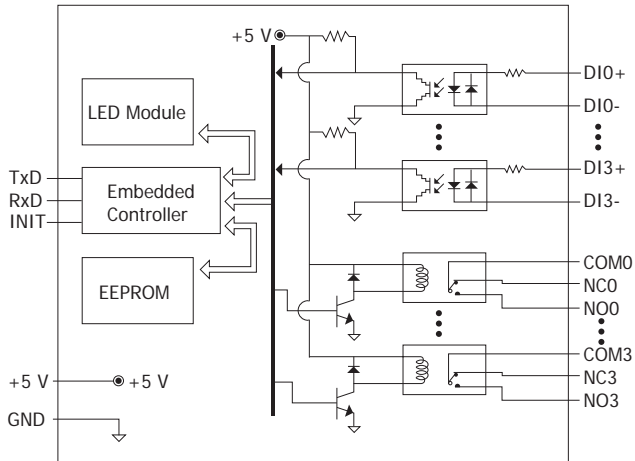 +5 V
DI0+
LED Module
DI0-
TxD
RxD
INIT
Embedded
Controller
DI3+
DI3-
EEPROM
COM0
NC0
NO0
COM3
+5 V
+5 V
NC3
NO3
GND